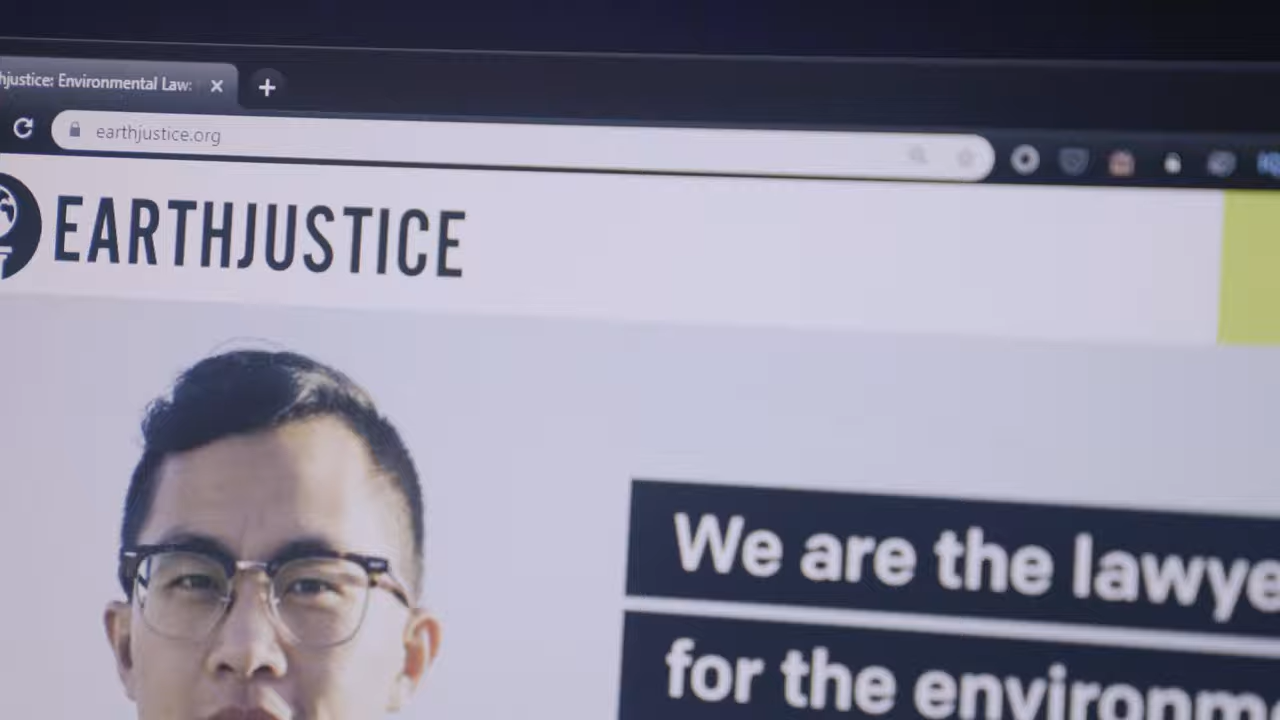 hjustice: Environmental Law:
earthjustice.org
EARTHJUSTICE
We are the lawye
for the environm